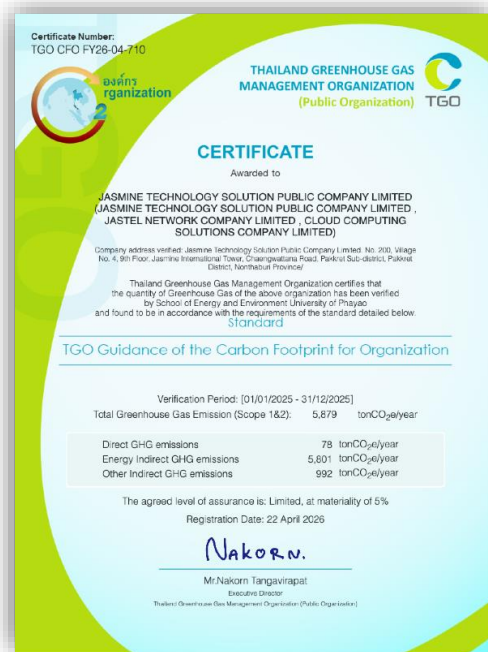 Certificate Number:
TGO CFO FY26-04-710
องค์กร
rganization
2
THAILAND GREENHOUSE GAS
MANAGEMENT ORGANIZATION
(Public Organization)
TGO
CERTIFICATE
Awarded to
JASMINE TECHNOLOGY SOLUTION PUBLIC COMPANY LIMITED
(JASMINE TECHNOLOGY SOLUTION PUBLIC COMPANY LIMITED ,
JASTEL NETWORK COMPANY LIMITED , CLOUD COMPUTING
SOLUTIONS COMPANY LIMITED)
Company address verified: Jasmine Technology Solution Public Company Limited. No. 200, Village
No. 4, 9th Floor, Jasmine International Tower, Chaengwattana Road, Pakkret Sub-district, Pakkret
District, Nonthaburi Province/
Thailand Greenhouse Gas Management Organization certifies that
the quantity of Greenhouse Gas of the above organization has been verified
by School of Energy and Environment University of Phayao
and found to be in accordance with the requirements of the standard detailed below.
Standard
TGO Guidance of the Carbon Footprint for Organization
Verification Period: [01/01/2025 - 31/12/2025]
Total Greenhouse Gas Emission (Scope 1&2): 5,879 tonCO2e/year
Direct GHG emissions 78 tonCO2e/year
Energy Indirect GHG emissions 5,801 tonCO2e/year
Other Indirect GHG emissions 992 tonCO2e/year
The agreed level of assurance is: Limited, at materiality of 5%
Registration Date: 22 April 2026
NAKORN.
Mr.Nakorn Tangavirapat
Executive Director
Thailand Greenhouse Gas Management Organization (Public Organization)